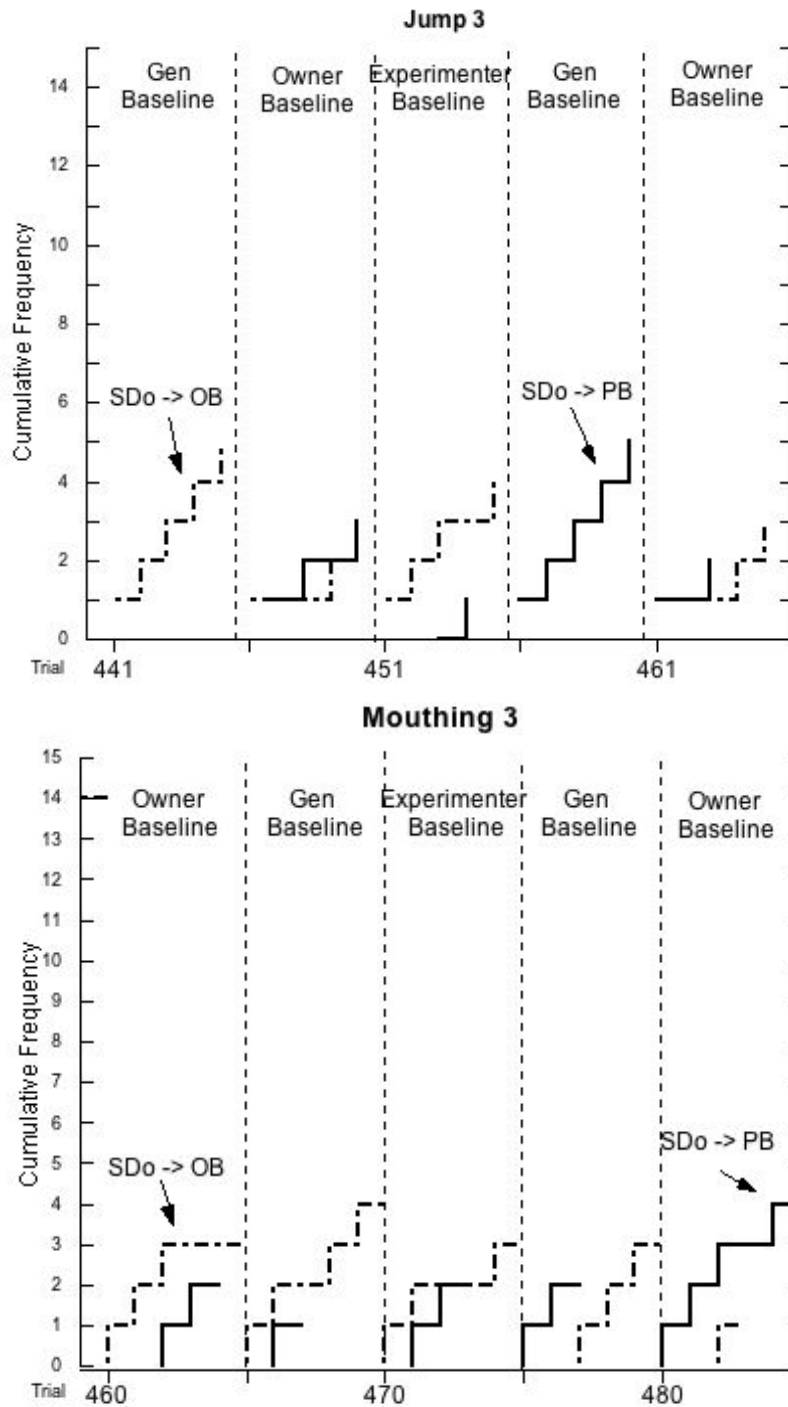 Jump 3
Gen Baseline
Owner Baseline
Experimenter Baseline
Gen Baseline
Owner Baseline
14
12
10
8
6
4
2
0
Cumulative Frequency
SDo -> OB
SDo -> PB
Trial
441
451
461
Mouthing 3
Owner Baseline
Gen Baseline
Experimenter Baseline
Gen Baseline
Owner Baseline
15
14
13
12
11
10
9
8
7
6
5
4
3
2
1
0
Cumulative Frequency
SDo -> OB
SDo -> PB
Trial
460
470
480